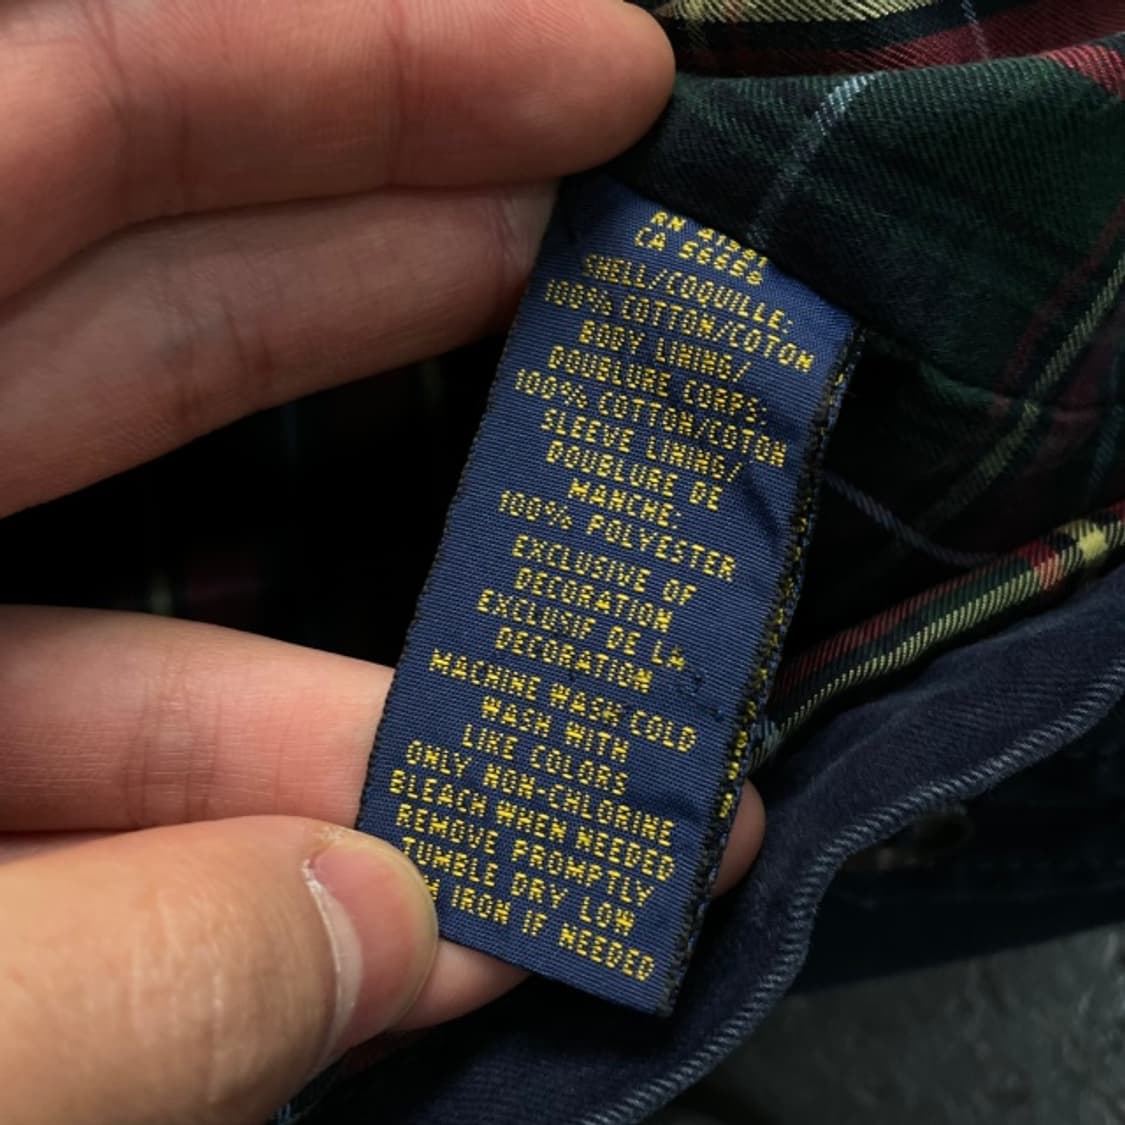 RN 41381
CA 56658
SHELL/COQUILLE:
100% COTTON/COTON
BODY LINING/
DOUBLURE CORPS:
100% COTTON/COTON
SLEEVE LINING/
DOUBLURE DE
MANCHE:
100% POLYESTER
EXCLUSIVE OF
DECORATION
EXCLUSIF DE LA
DECORATION
MACHINE WASH COLD
WASH WITH
LIKE COLORS
ONLY NON-CHLORINE
BLEACH WHEN NEEDED
REMOVE PROMPTLY
TUMBLE DRY LOW
IRON IF NEEDED